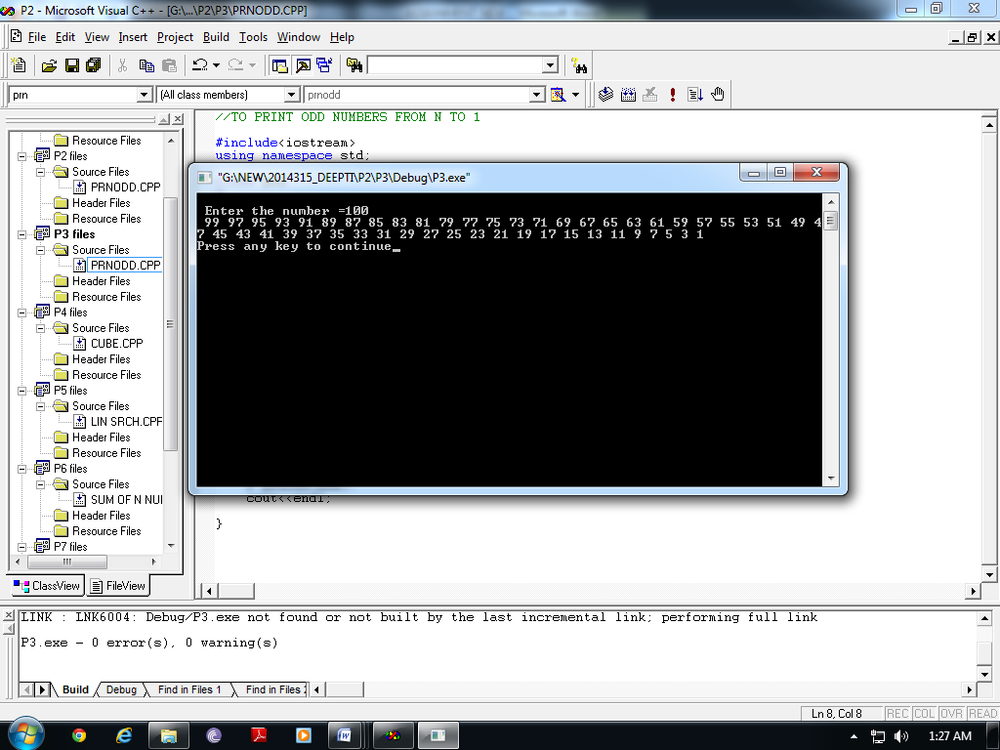 P2 - Microsoft Visual C++ - [G:\...\P2\P3\PRNODD.CPP]
File Edit View Insert Project Build Tools Window Help
prn (All class members) prnodd
Resource Files
P2 files
Source Files
PRNODD.CPP
Header Files
Resource Files
P3 files
Source Files
PRNODD.CPP
Header Files
Resource Files
P4 files
Source Files
CUBE.CPP
Header Files
Resource Files
P5 files
Source Files
LIN SRCH.CPP
Header Files
Resource Files
P6 files
Source Files
SUM OF N NU
Header Files
Resource Files
P7 files
ClassView FileView
//TO PRINT ODD NUMBERS FROM N TO 1
#include<iostream>
using namespace std;
"G:\NEW\2014315_DEEPTI\P2\P3\Debug\P3.exe"
Enter the number =100
99 97 95 93 91 89 87 85 83 81 79 77 75 73 71 69 67 65 63 61 59 57 55 53 51 49 4
7 45 43 41 39 37 35 33 31 29 27 25 23 21 19 17 15 13 11 9 7 5 3 1
Press any key to continue_
cout<<endl;
}
LINK : LNK6004: Debug/P3.exe not found or not built by the last incremental link; performing full link
P3.exe - 0 error(s), 0 warning(s)
Build Debug Find in Files 1 Find in Files 2
Ln 8, Col 8 REC COL OVR READ
1:27 AM